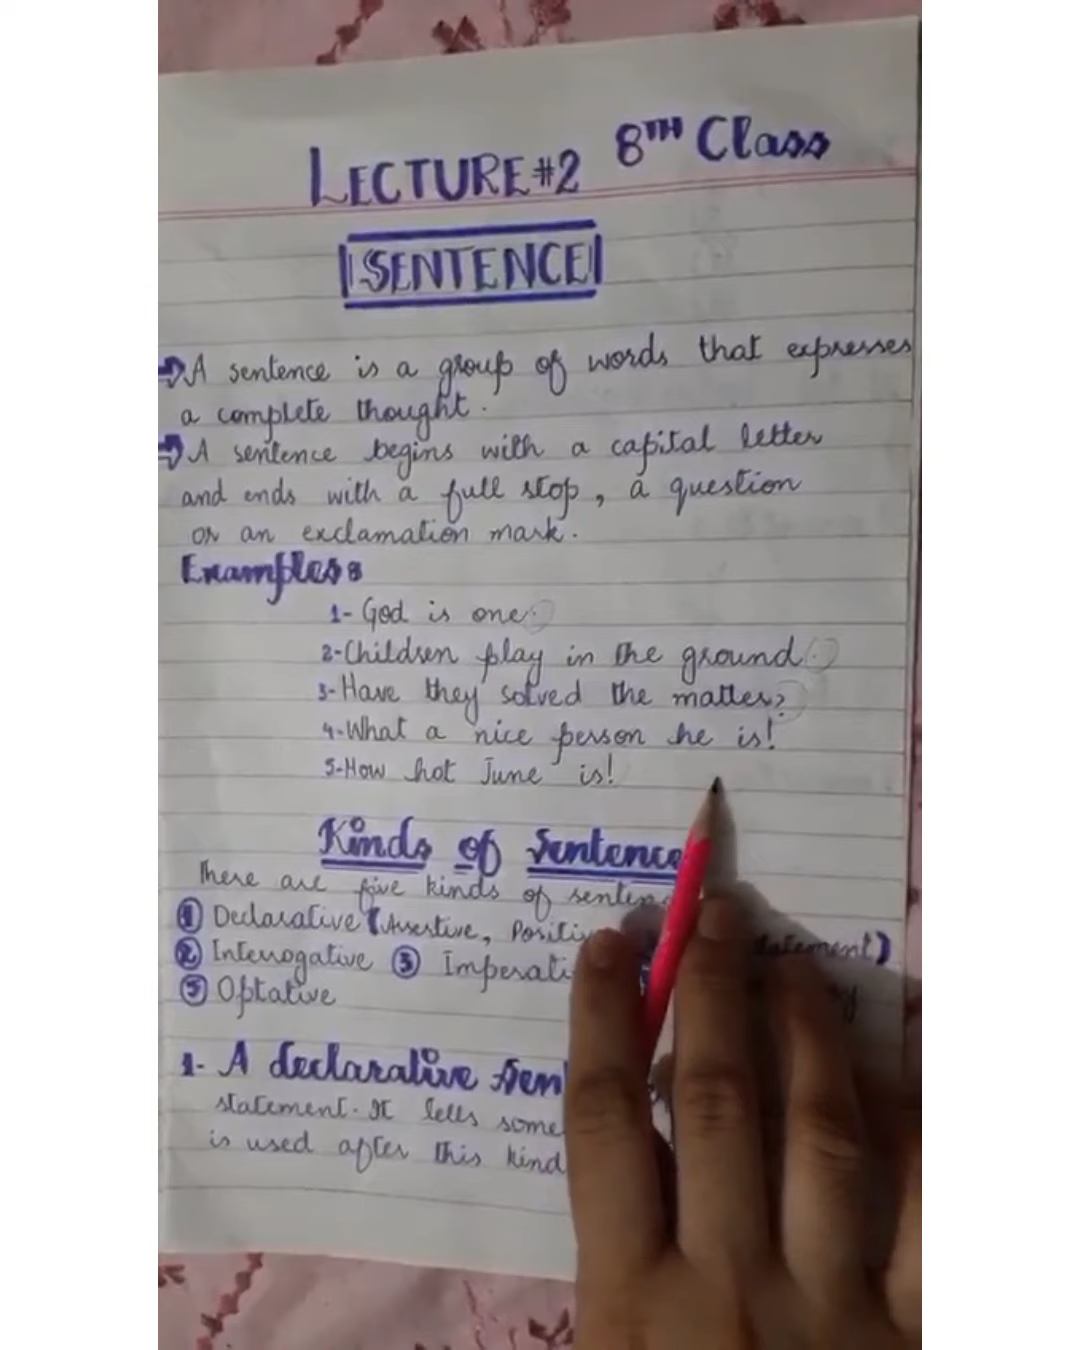 LECTURE#2 8TH Class
SENTENCE
⇒ A sentence is a group of words that expresses
a complete thought.
⇒ A sentence begins with a capital letter
and ends with a full stop, a question
or an exclamation mark.
Examples:
1- God is one.
2- Children play in the ground.
3- Have they solved the matter?
4- What a nice person he is!
5- How hot June is!
Kinds of Sentence
There are five kinds of
① Declarative (Assertive,
② Interrogative ③
⑤ Optative
1- A declarative
statement. It tells
is used after this kind